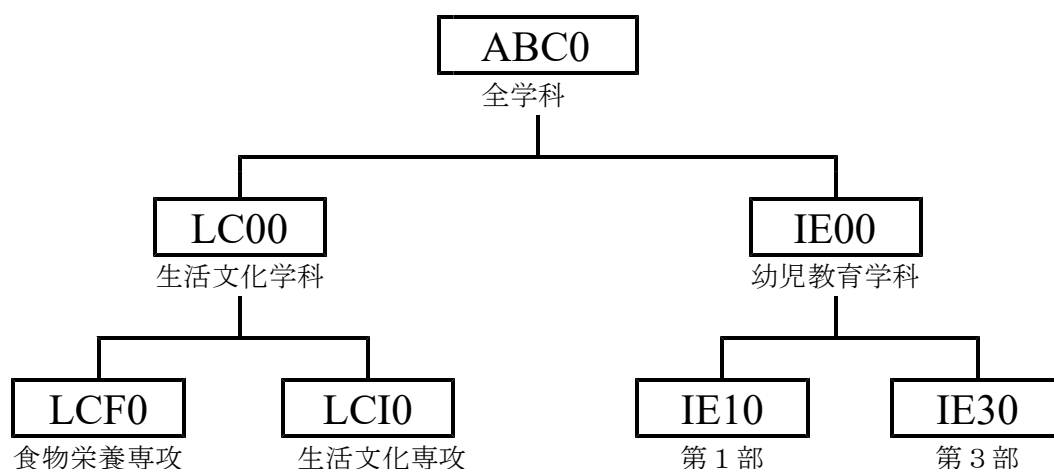 ABC0
全学科
LC00
生活文化学科
IE00
幼児教育学科
LCF0
食物栄養専攻
LCI0
生活文化専攻
IE10
第１部
IE30
第３部